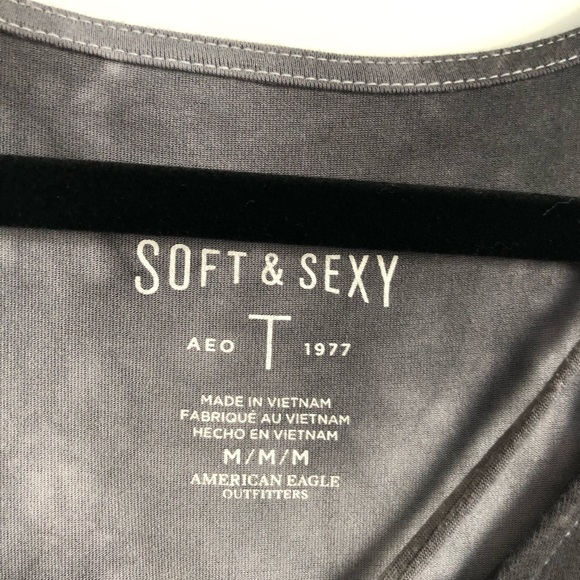 SOFT & SEXY
AEO T 1977
MADE IN VIETNAM
FABRIQUÉ AU VIETNAM
HECHO EN VIETNAM
M/M/M
AMERICAN EAGLE
OUTFITTERS